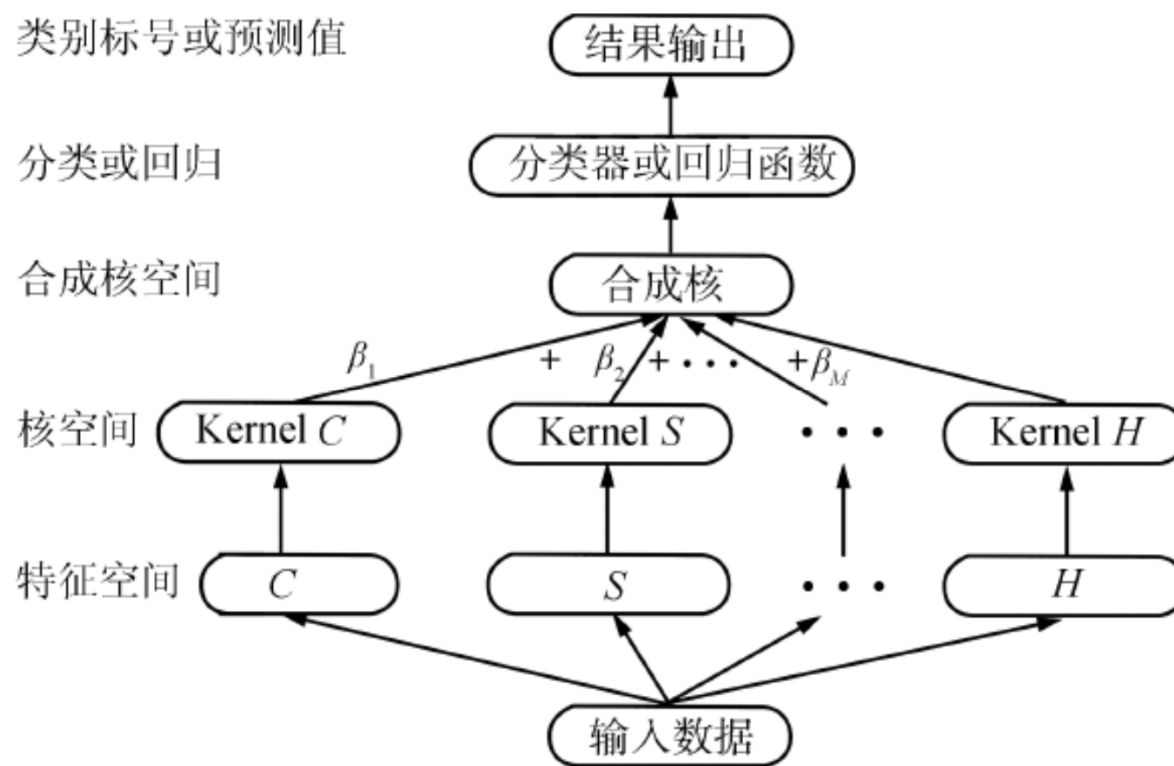 类别标号或预测值 结果输出
分类或回归 分类器或回归函数
合成核空间 合成核
β₁ + β₂ + ··· + β_M
核空间 Kernel C Kernel S ··· Kernel H
特征空间 C S ··· H
输入数据